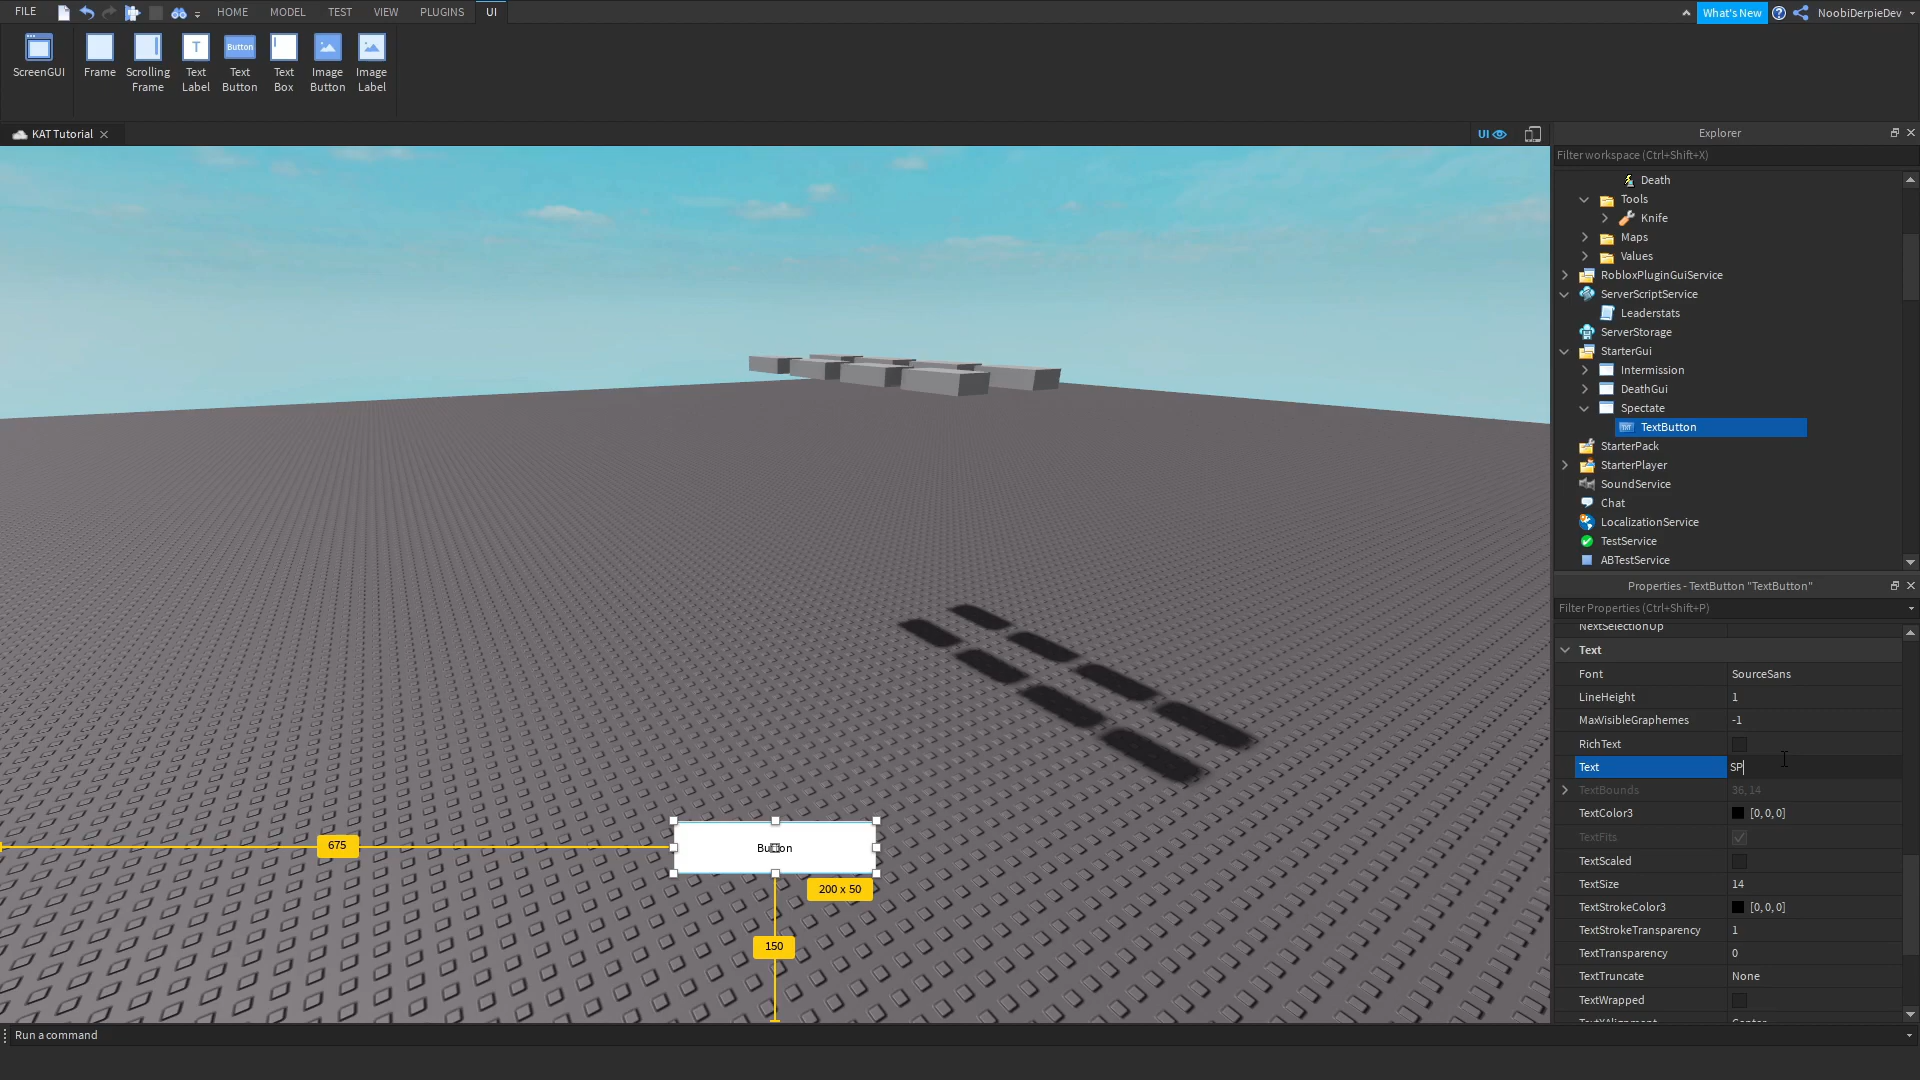 FILE
HOME
MODEL
TEST
VIEW
PLUGINS
UI
What's New
NoobiDerpieDev
ScreenGUI
Frame
Scrolling
Frame
T
Text
Label
Button
Text
Button
Text
Box
Image
Button
Image
Label
KAT Tutorial
UI
Explorer
Filter workspace (Ctrl+Shift+X)
Death
Tools
Knife
Maps
Values
RobloxPluginGuiService
ServerScriptService
Leaderstats
ServerStorage
StarterGui
Intermission
DeathGui
Spectate
TextButton
StarterPack
StarterPlayer
SoundService
Chat
LocalizationService
TestService
ABTestService
Properties - TextButton "TextButton"
Filter Properties (Ctrl+Shift+P)
NextSelectionUp
Text
Font SourceSans
LineHeight 1
MaxVisibleGraphemes -1
RichText
Text SP
TextBounds 36, 14
TextColor3 [0, 0, 0]
TextFits
TextScaled
TextSize 14
TextStrokeColor3 [0, 0, 0]
TextStrokeTransparency 1
TextTransparency 0
TextTruncate None
TextWrapped
TextXAlignment Center
675
Button
200 x 50
150
Run a command